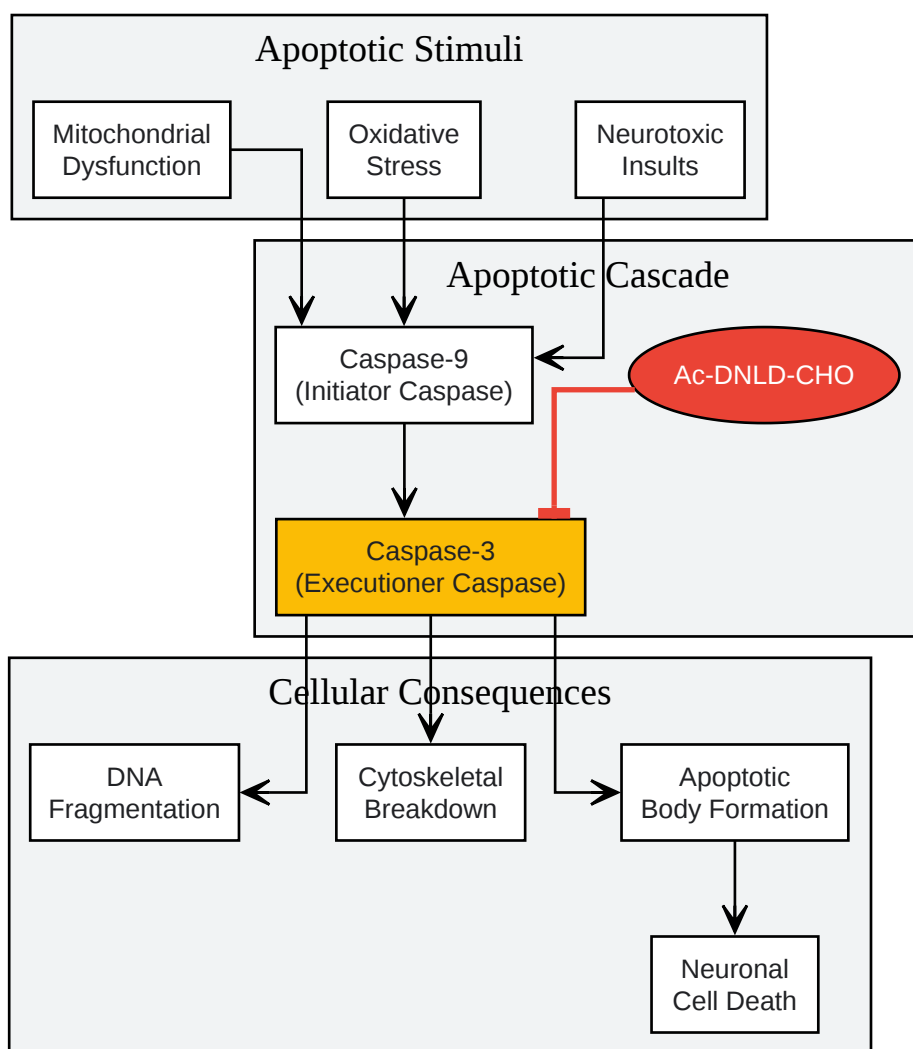 Apoptotic Stimuli
Mitochondrial
Dysfunction
Oxidative
Stress
Neurotoxic
Insults
Apoptotic Cascade
Caspase-9
(Initiator Caspase)
Ac-DNLD-CHO
Caspase-3
(Executioner Caspase)
Cellular Consequences
DNA
Fragmentation
Cytoskeletal
Breakdown
Apoptotic
Body Formation
Neuronal
Cell Death